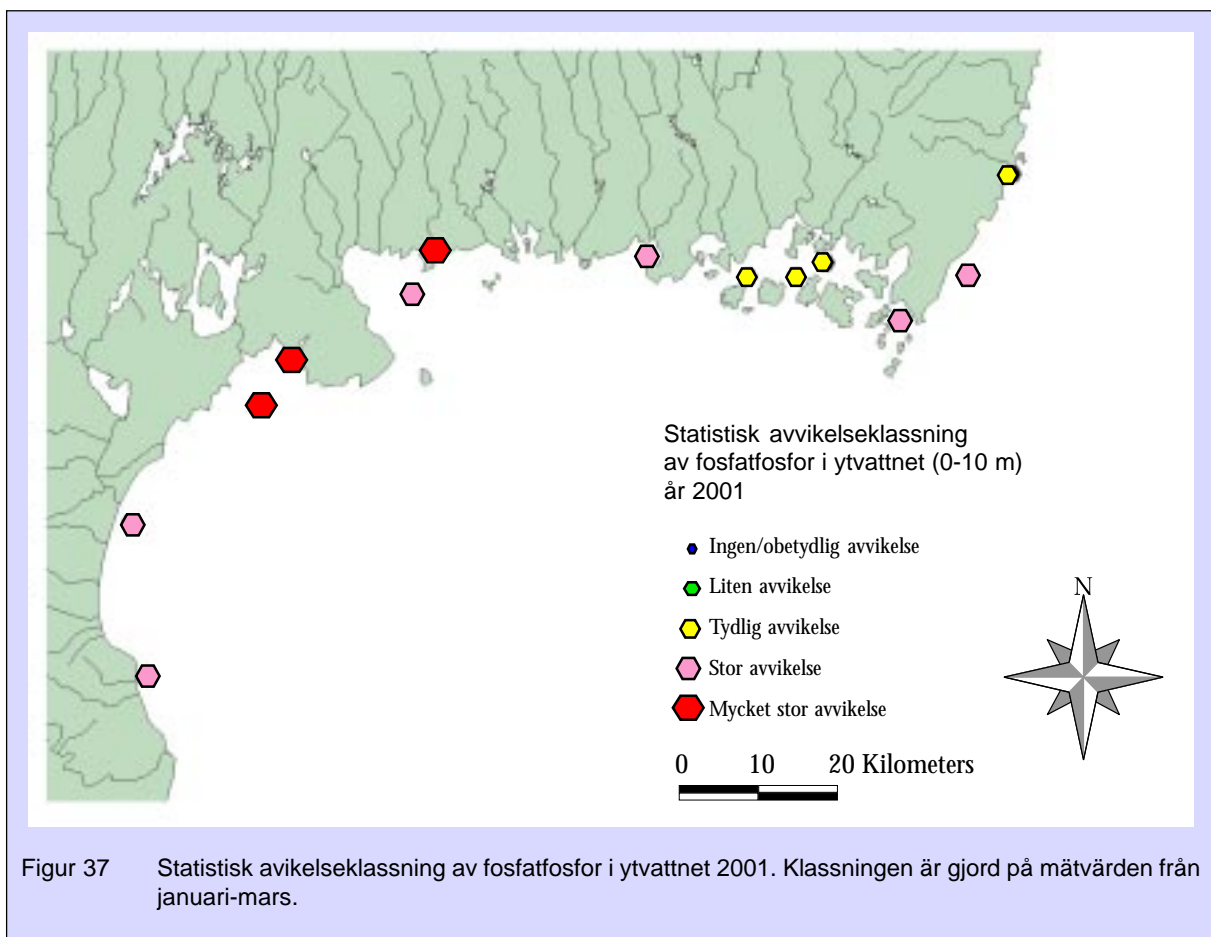 Statistisk avvikelseklassning
av fosfatfosfor i ytvattnet (0-10 m)
år 2001
Ingen/obetydlig avvikelse
Liten avvikelse
Tydlig avvikelse
Stor avvikelse
Mycket stor avvikelse
N
0 10 20 Kilometers
Figur 37 Statistisk avikelseklassning av fosfatfosfor i ytvattnet 2001. Klassningen är gjord på mätvärden från
januari-mars.